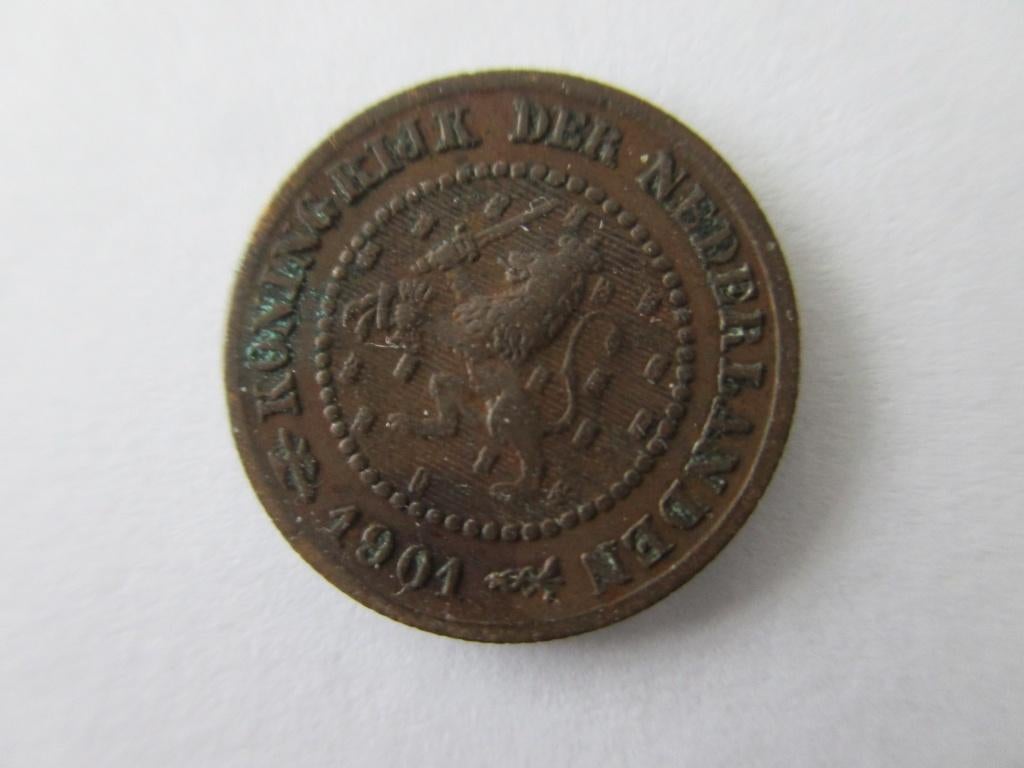 KONINGRIJK DER NEDERLANDEN
1901